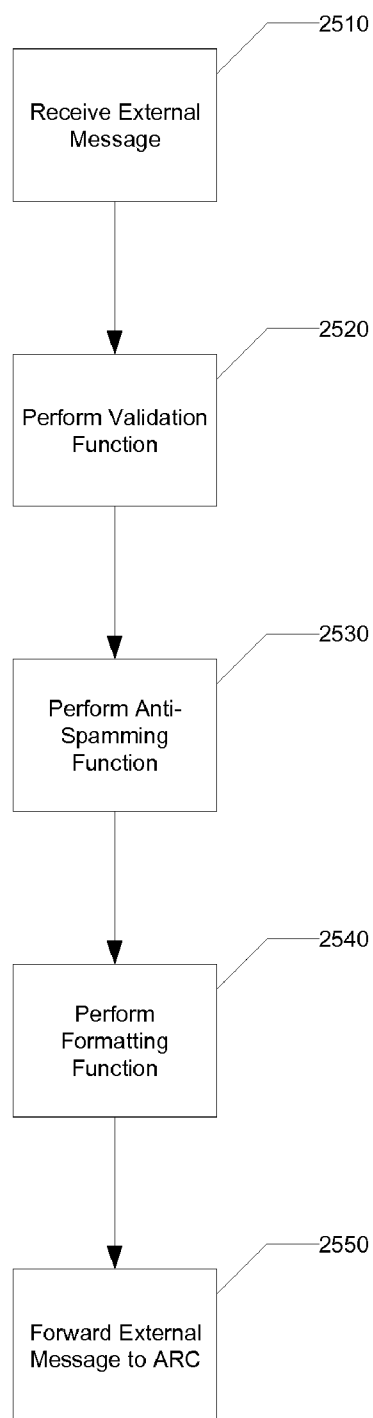 2510
Receive External
Message
2520
Perform Validation
Function
2530
Perform Anti-
Spamming
Function
2540
Perform
Formatting
Function
2550
Forward External
Message to ARC